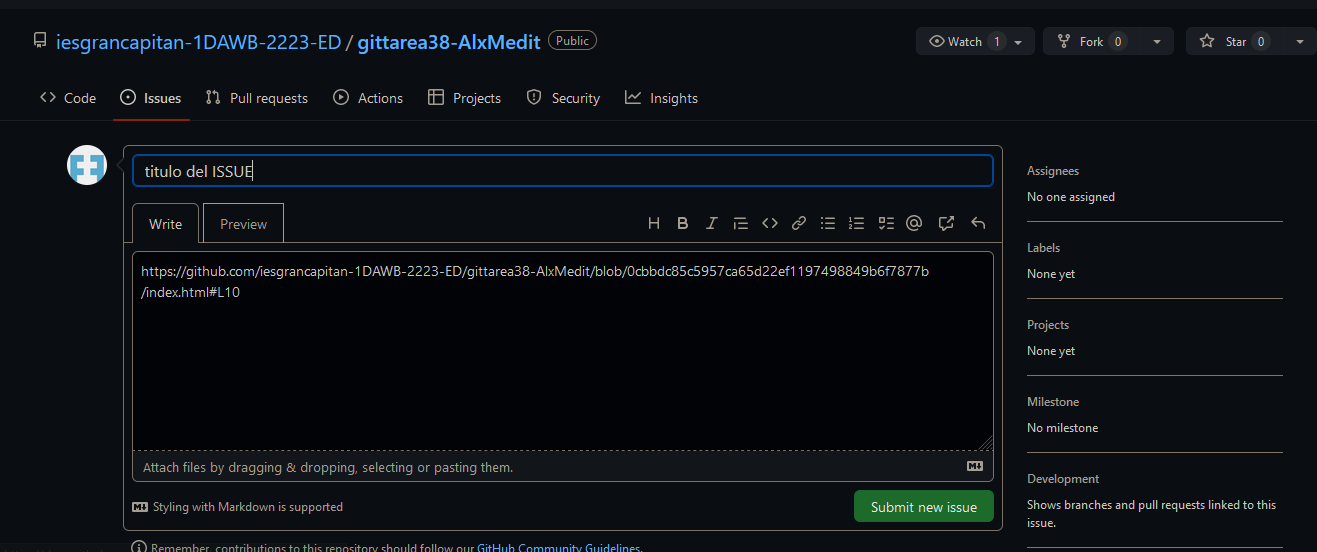 iesgrancapitan-1DAWB-2223-ED / gittarea38-AlxMedit Public Watch 1 Fork 0 Star 0
Code Issues Pull requests Actions Projects Security Insights
titulo del ISSUE
Write Preview
https://github.com/iesgrancapitan-1DAWB-2223-ED/gittarea38-AlxMedit/blob/0cbbdc85c5957ca65d22ef1197498849b6f7877b
/index.html#L10
Attach files by dragging & dropping, selecting or pasting them.
Styling with Markdown is supported
Submit new issue
Remember, contributions to this repository should follow our GitHub Community Guidelines.
Assignees
No one assigned
Labels
None yet
Projects
None yet
Milestone
No milestone
Development
Shows branches and pull requests linked to this
issue.